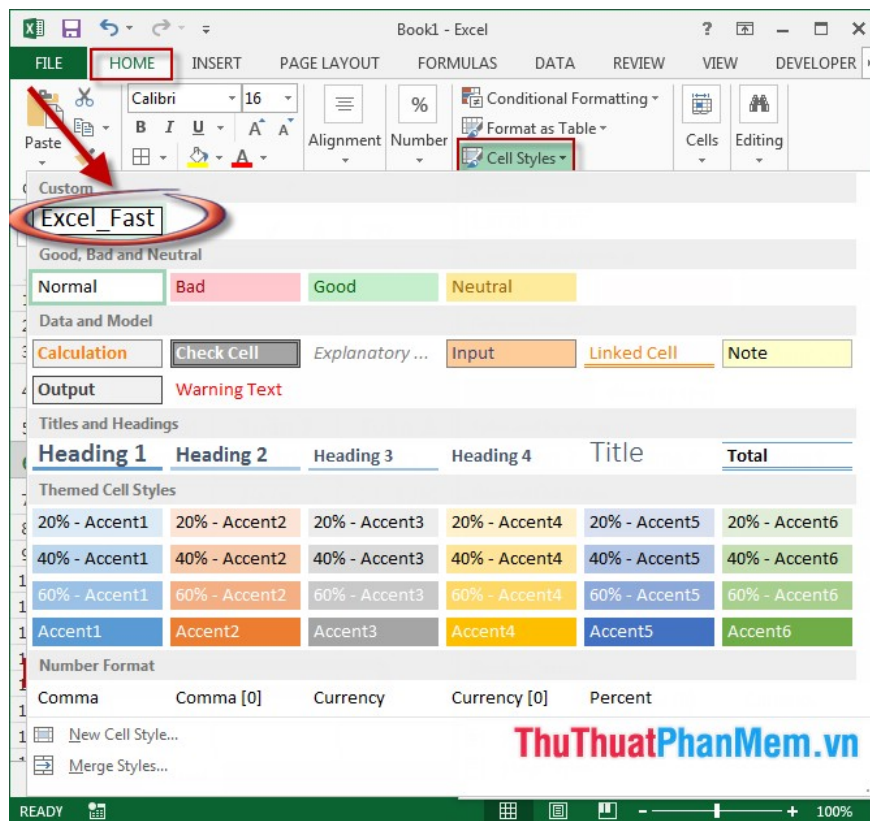 Book1 - Excel
?
FILE HOME INSERT PAGE LAYOUT FORMULAS DATA REVIEW VIEW DEVELOPER
Calibri 16 % Conditional Formatting
B I U A A Format as Table
Paste Alignment Number Cells Editing
A Cell Styles
Custom
Excel_Fast
Good, Bad and Neutral
Normal Bad Good Neutral
Data and Model
Calculation Check Cell Explanatory ... Input Linked Cell Note
Output Warning Text
Titles and Headings
Heading 1 Heading 2 Heading 3 Heading 4 Title Total
Themed Cell Styles
20% - Accent1 20% - Accent2 20% - Accent3 20% - Accent4 20% - Accent5 20% - Accent6
40% - Accent1 40% - Accent2 40% - Accent3 40% - Accent4 40% - Accent5 40% - Accent6
60% - Accent1 60% - Accent2 60% - Accent3 60% - Accent4 60% - Accent5 60% - Accent6
Accent1 Accent2 Accent3 Accent4 Accent5 Accent6
Number Format
Comma Comma [0] Currency Currency [0] Percent
New Cell Style...
Merge Styles...
ThuThuatPhanMem.vn
READY 100%